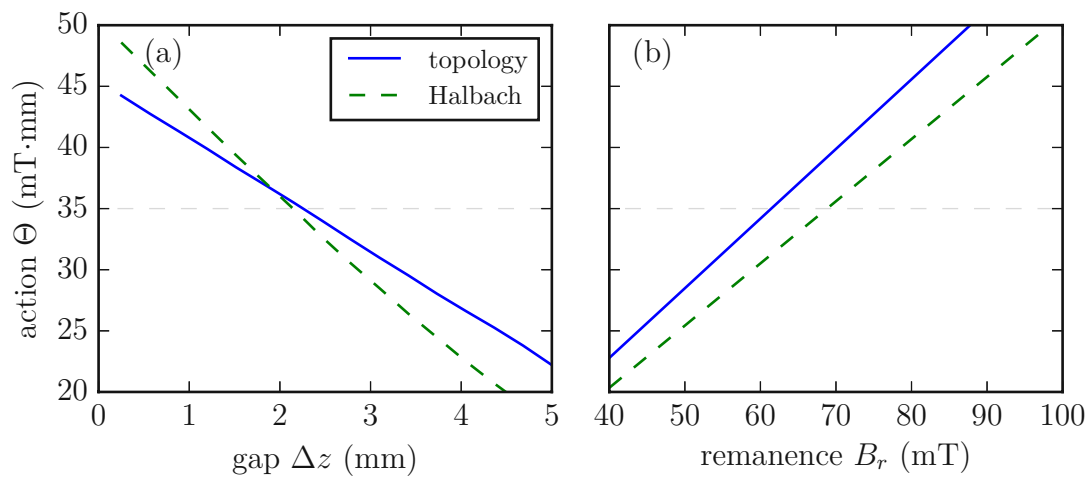 50
45
40
35
30
25
20
action Θ (mT·mm)
(a)
topology
Halbach
0 1 2 3 4 5
gap Δz (mm)
(b)
40 50 60 70 80 90 100
remanence B_r (mT)